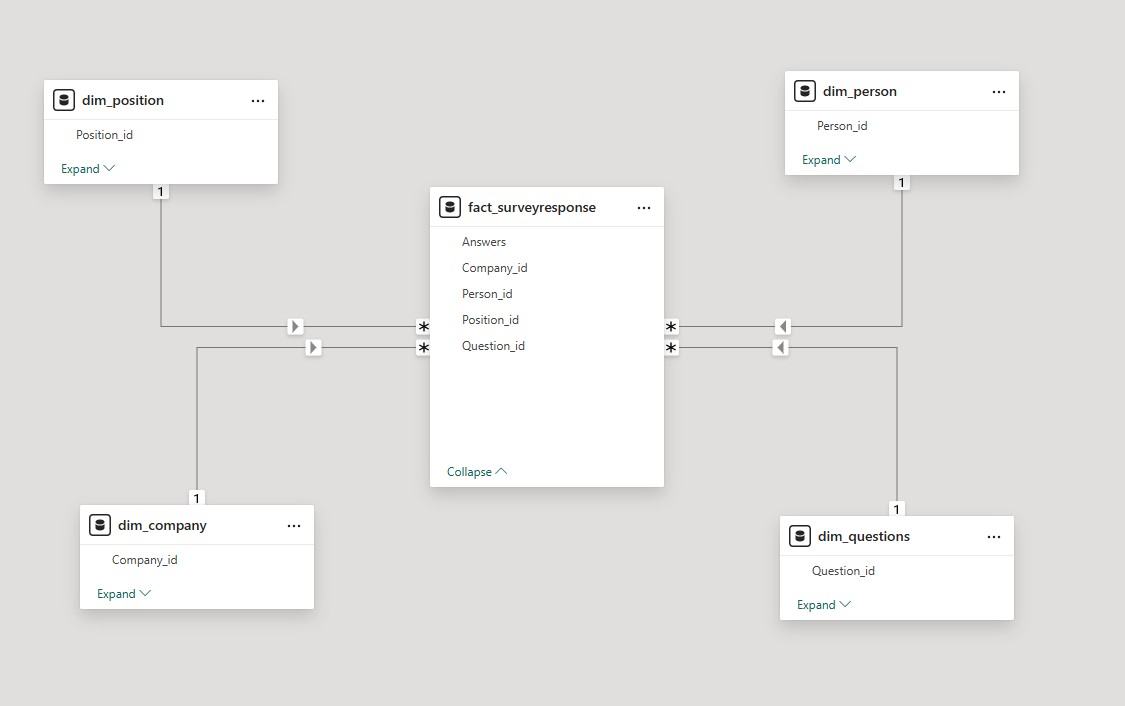 dim_position
Position_id
Expand
1
dim_person
Person_id
Expand
1
fact_surveyresponse
Answers
Company_id
Person_id
Position_id
Question_id
Collapse
*
*
*
*
1
dim_company
Company_id
Expand
1
dim_questions
Question_id
Expand